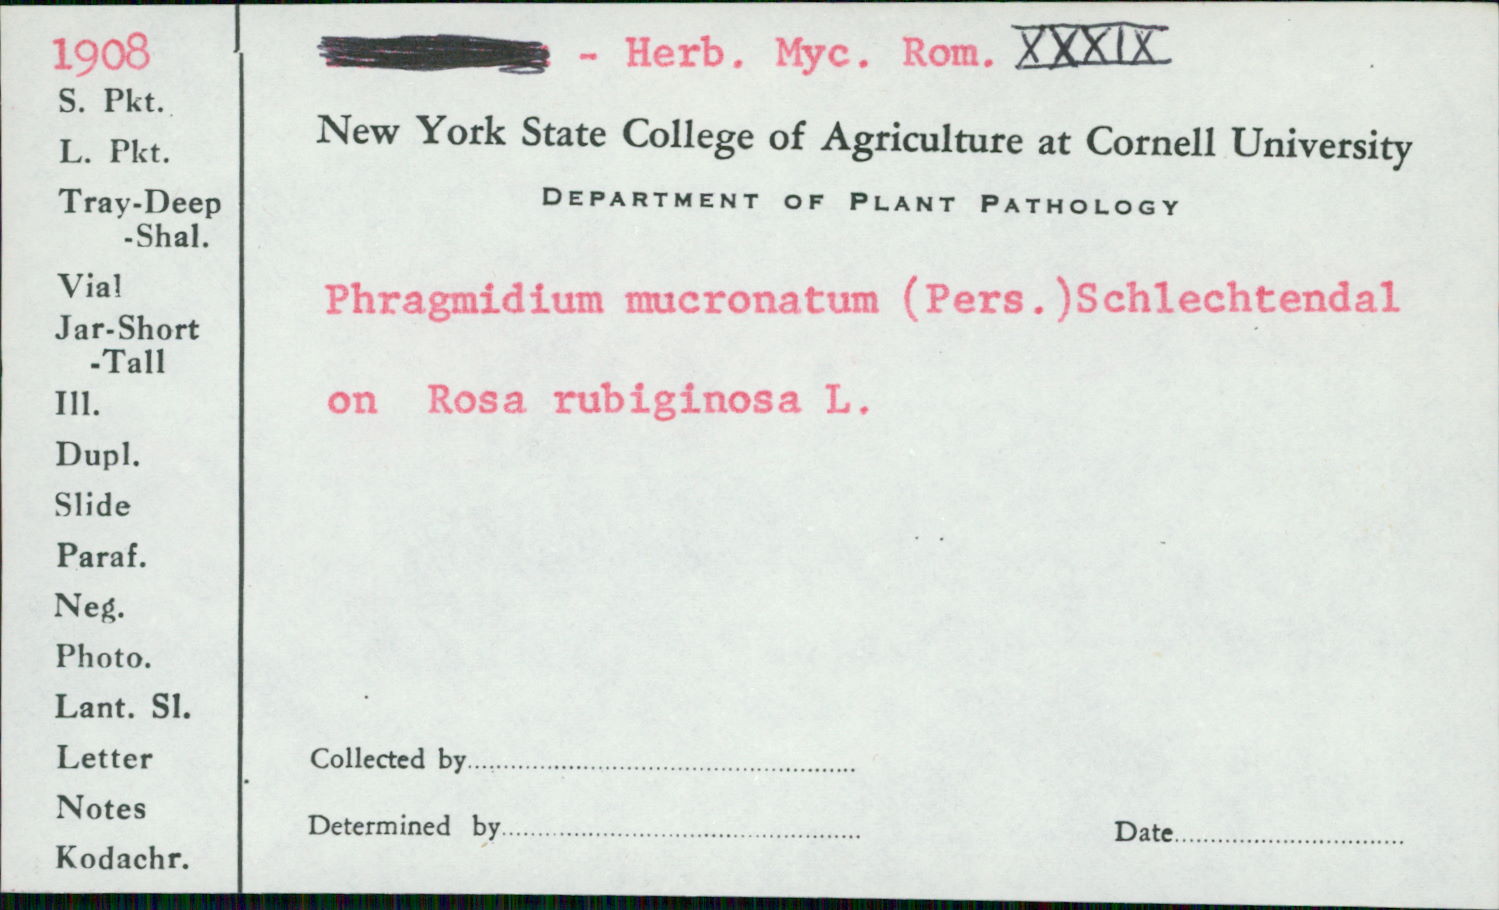 1908
- Herb. Myc. Rom. XXXIX
New York State College of Agriculture at Cornell University
DEPARTMENT OF PLANT PATHOLOGY
Phragmidium mucronatum (Pers.)Schlechtendal
on Rosa rubiginosa L.
S. Pkt.
L. Pkt.
Tray-Deep
-Shal.
Vial
Jar-Short
-Tall
Ill.
Dupl.
Slide
Paraf.
Neg.
Photo.
Lant. Sl.
Letter
Notes
Kodachr.
Collected by
Determined by
Date